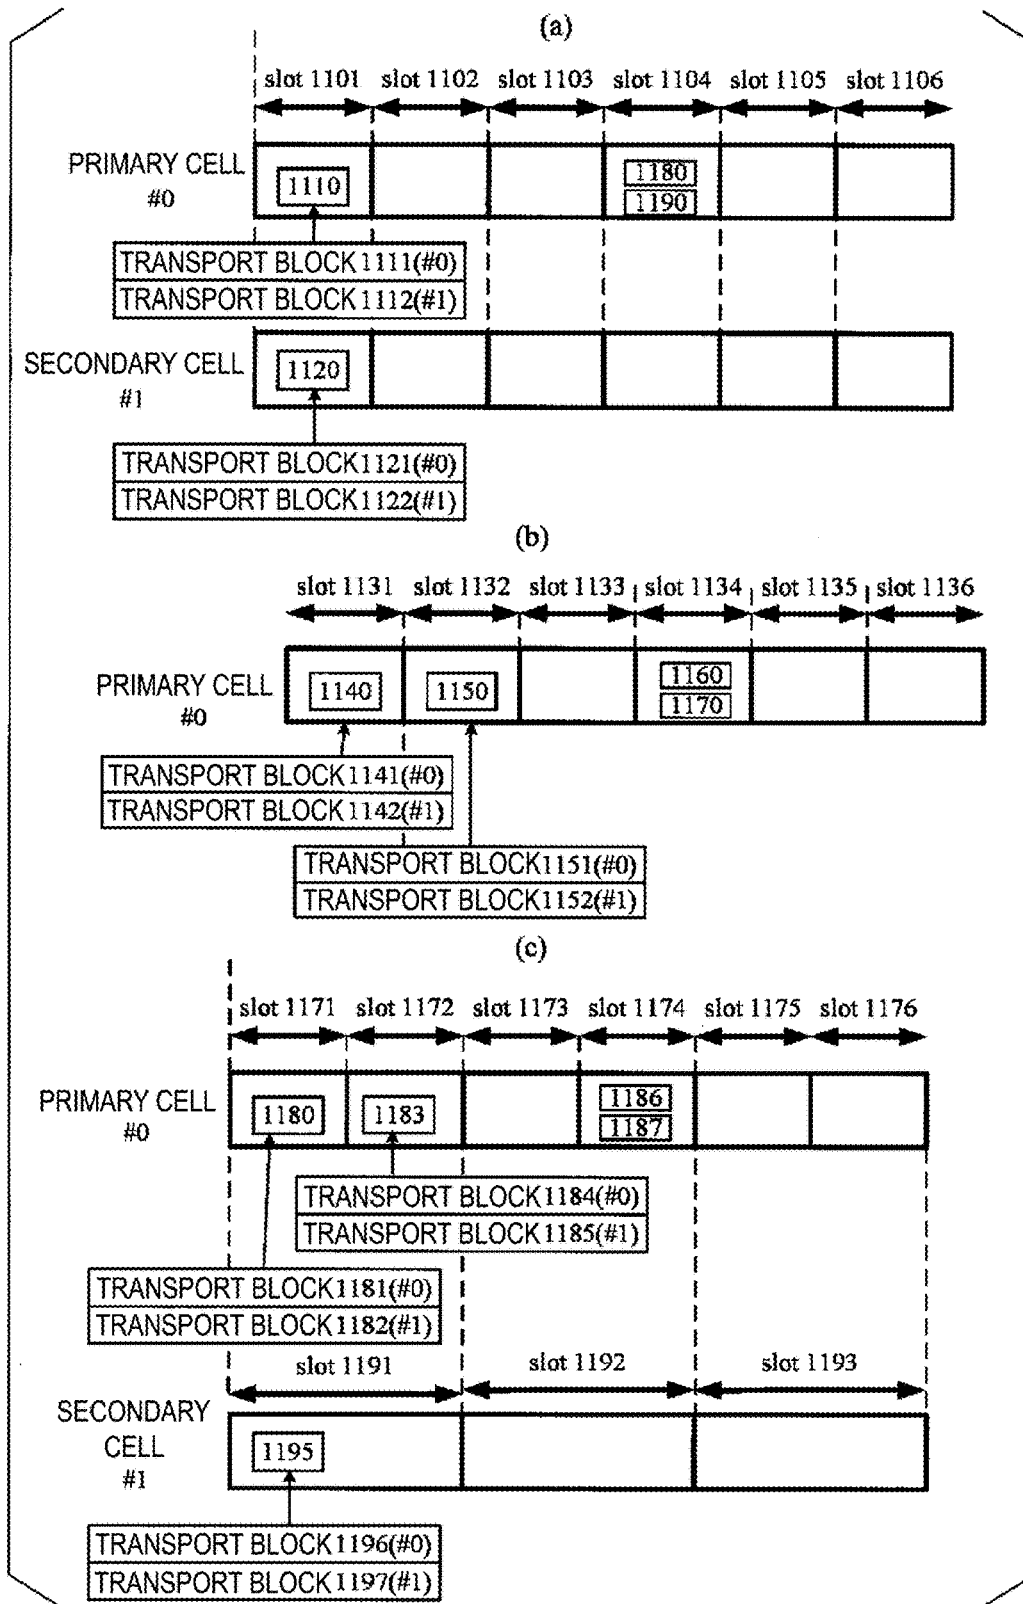 (a)
slot 1101 slot 1102 slot 1103 slot 1104 slot 1105 slot 1106
PRIMARY CELL
#0
1110
1180
1190
TRANSPORT BLOCK1111(#0)
TRANSPORT BLOCK1112(#1)
SECONDARY CELL
#1
1120
TRANSPORT BLOCK1121(#0)
TRANSPORT BLOCK1122(#1)
(b)
slot 1131 slot 1132 slot 1133 slot 1134 slot 1135 slot 1136
PRIMARY CELL
#0
1140
1150
1160
1170
TRANSPORT BLOCK1141(#0)
TRANSPORT BLOCK1142(#1)
TRANSPORT BLOCK1151(#0)
TRANSPORT BLOCK1152(#1)
(c)
slot 1171 slot 1172 slot 1173 slot 1174 slot 1175 slot 1176
PRIMARY CELL
#0
1180
1183
1186
1187
TRANSPORT BLOCK1184(#0)
TRANSPORT BLOCK1185(#1)
TRANSPORT BLOCK1181(#0)
TRANSPORT BLOCK1182(#1)
slot 1191 slot 1192 slot 1193
SECONDARY
CELL
#1
1195
TRANSPORT BLOCK1196(#0)
TRANSPORT BLOCK1197(#1)